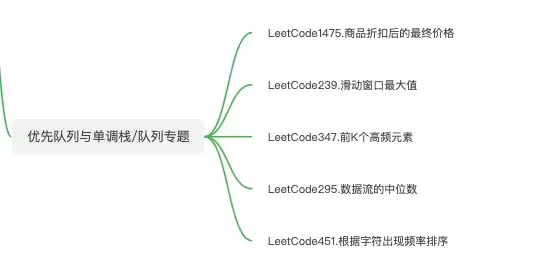 LeetCode1475.商品折扣后的最终价格
LeetCode239.滑动窗口最大值
优先队列与单调栈/队列专题
LeetCode347.前K个高频元素
LeetCode295.数据流的中位数
LeetCode451.根据字符出现频率排序